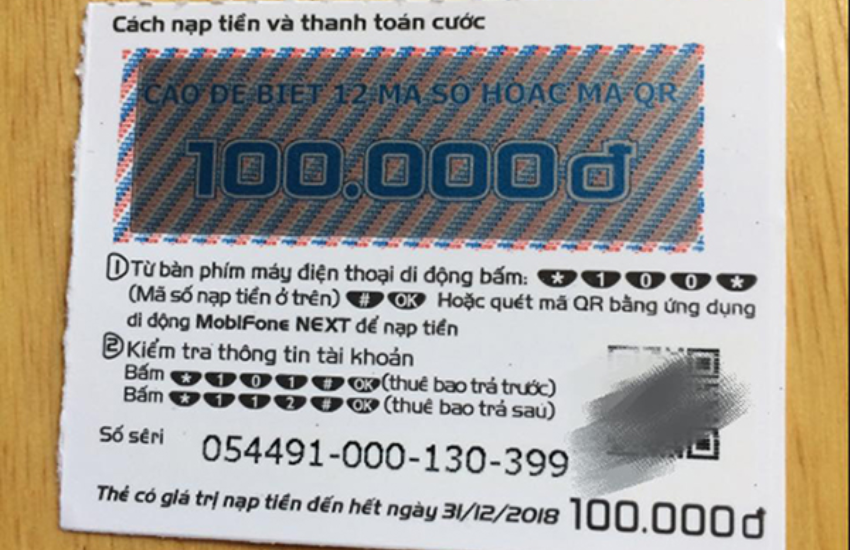 Cách nạp tiền và thanh toán cước
CAO DE BIET 12 MA SO HOAC MA QR
100.000đ
1 Từ bàn phím máy điện thoại di động bấm: * 1 0 0 *
(Mã số nạp tiền ở trên) # OK Hoặc quét mã QR bằng ứng dụng
di động MobiFone NEXT để nạp tiền
2 Kiểm tra thông tin tài khoản
Bấm * 1 0 1 # OK (thuê bao trả trước)
Bấm * 1 1 2 # OK (thuê bao trả sau)
Số sêri 054491-000-130-399
Thẻ có giá trị nạp tiền đến hết ngày 31/12/2018 100.000đ